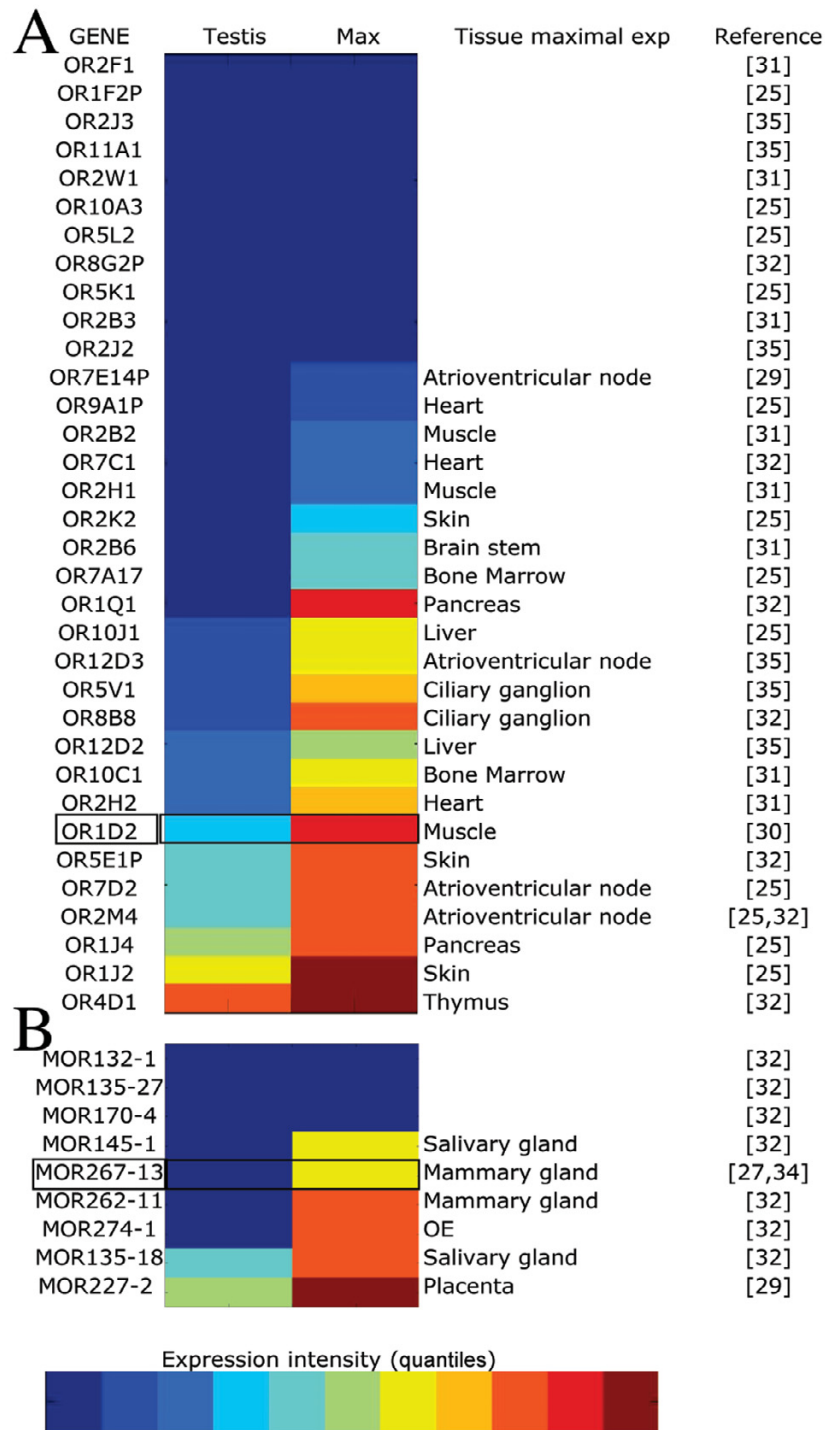 A GENE Testis Max Tissue maximal exp Reference
OR2F1 [31]
OR1F2P [25]
OR2J3 [35]
OR11A1 [35]
OR2W1 [31]
OR10A3 [25]
OR5L2 [25]
OR8G2P [32]
OR5K1 [25]
OR2B3 [31]
OR2J2 [35]
OR7E14P Atrioventricular node [29]
OR9A1P Heart [25]
OR2B2 Muscle [31]
OR7C1 Heart [32]
OR2H1 Muscle [31]
OR2K2 Skin [25]
OR2B6 Brain stem [31]
OR7A17 Bone Marrow [25]
OR1Q1 Pancreas [32]
OR10J1 Liver [25]
OR12D3 Atrioventricular node [35]
OR5V1 Ciliary ganglion [35]
OR8B8 Ciliary ganglion [32]
OR12D2 Liver [35]
OR10C1 Bone Marrow [31]
OR2H2 Heart [31]
OR1D2 Muscle [30]
OR5E1P Skin [32]
OR7D2 Atrioventricular node [25]
OR2M4 Atrioventricular node [25,32]
OR1J4 Pancreas [25]
OR1J2 Skin [25]
OR4D1 Thymus [32]
B
MOR132-1 [32]
MOR135-27 [32]
MOR170-4 [32]
MOR145-1 Salivary gland [32]
MOR267-13 Mammary gland [27,34]
MOR262-11 Mammary gland [32]
MOR274-1 OE [32]
MOR135-18 Salivary gland [32]
MOR227-2 Placenta [29]
Expression intensity (quantiles)